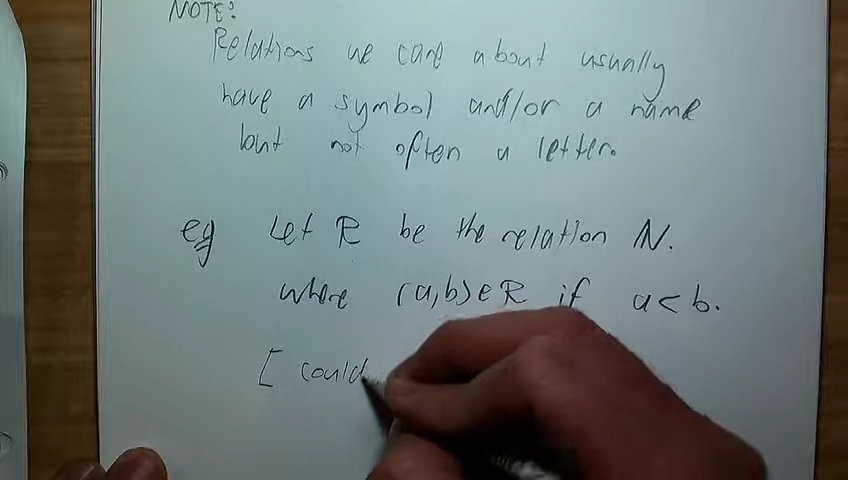 NOTE:
Relations we care about usually
have a symbol and/or a name
but not often a letter.
eg Let R be the relation N.
where (a,b) ∈ R if a < b.
[ could